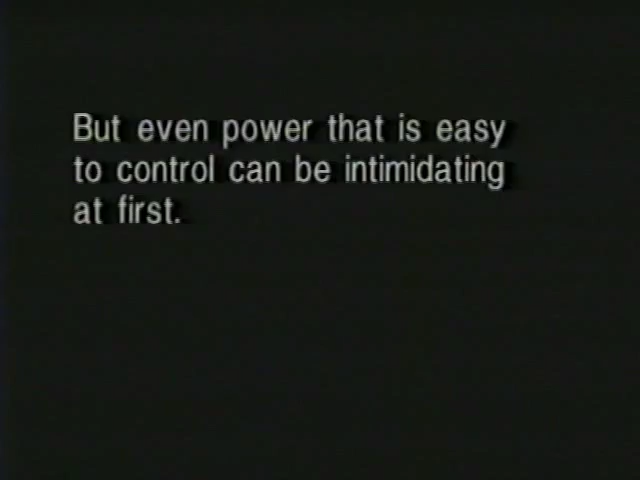 But even power that is easy
to control can be intimidating
at first.